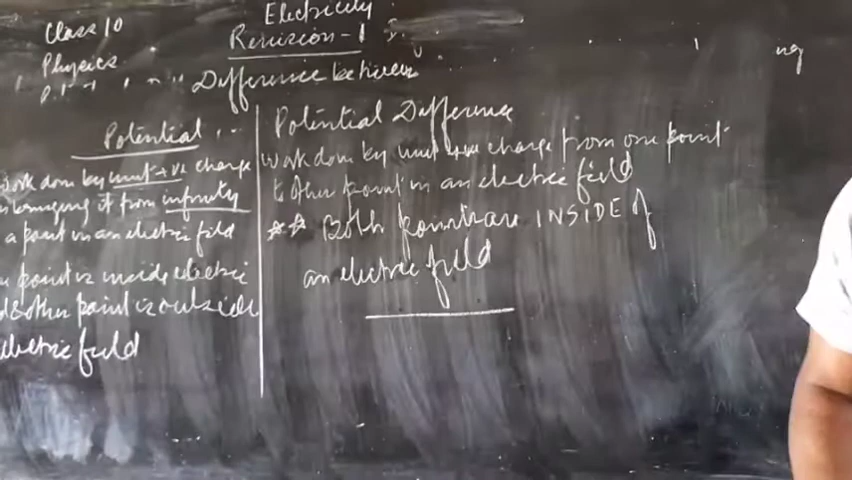 Class 10
Physics
Electricity
Revision-1
Difference between
Potential
Work done by unit +ve charge
in bringing it from infinity
a point in an electric field
point is inside electric
& other point is outside
electric field
Potential Difference
Work done by unit +ve charge from one point
to other point in an electric field
** Both points are INSIDE of
an electric field